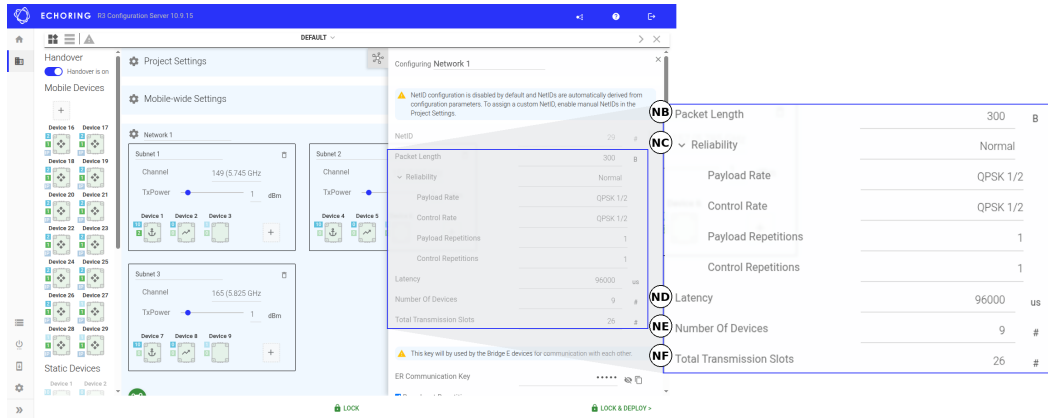 ECHORING R3 Configuration Server 10.9.15
DEFAULT
Handover
Handover is on
Mobile Devices
+
Device 16 Device 17
Device 18 Device 19
Device 20 Device 21
Device 22 Device 23
Device 24 Device 25
Device 26 Device 27
Device 28 Device 29
Static Devices
Device 1 Device 2
Project Settings
Mobile-wide Settings
Network 1
Subnet 1
Channel 149 (5.745 GHz
TxPower 1 dBm
Device 1 Device 2 Device 3
+
Subnet 2
Channel
TxPower
Device 4 Device 5
Subnet 3
Channel 165 (5.825 GHz
TxPower 1 dBm
Device 7 Device 8 Device 9
+
Configuring Network 1
NetID configuration is disabled by default and NetIDs are automatically derived from
configuration parameters. To assign a custom NetID, enable manual NetIDs in the
Project Settings.
NetID 29 #
Packet Length 300 B
Reliability Normal
Payload Rate QPSK 1/2
Control Rate QPSK 1/2
Payload Repetitions 1
Control Repetitions 1
Latency 96000 us
Number Of Devices 9 #
Total Transmission Slots 26 #
This key will be used by the Bridge E devices for communication with each other.
ER Communication Key •••••
LOCK
LOCK & DEPLOY >
NB Packet Length 300 B
NC Reliability Normal
Payload Rate QPSK 1/2
Control Rate QPSK 1/2
Payload Repetitions 1
Control Repetitions 1
ND Latency 96000 us
NE Number Of Devices 9 #
NF Total Transmission Slots 26 #